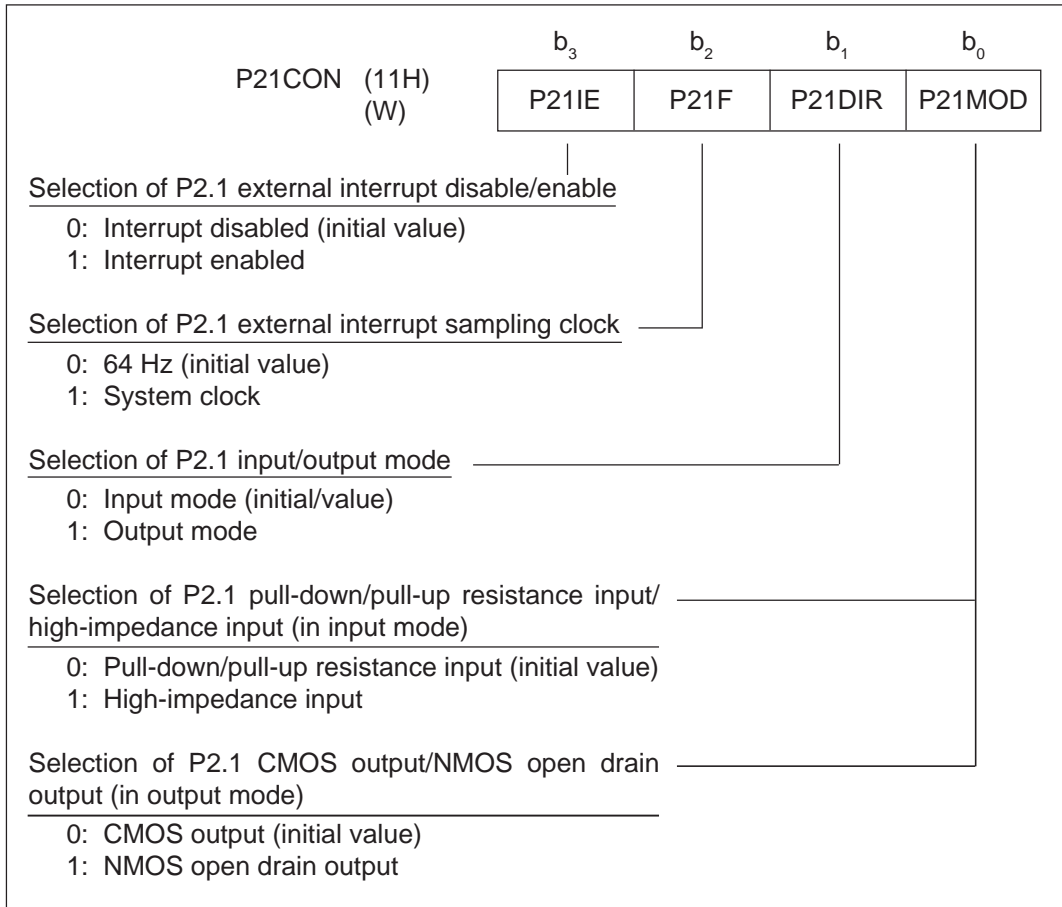 b3 b2 b1 b0
P21CON (11H)
(W)
P21IE P21F P21DIR P21MOD
Selection of P2.1 external interrupt disable/enable
0: Interrupt disabled (initial value)
1: Interrupt enabled
Selection of P2.1 external interrupt sampling clock
0: 64 Hz (initial value)
1: System clock
Selection of P2.1 input/output mode
0: Input mode (initial/value)
1: Output mode
Selection of P2.1 pull-down/pull-up resistance input/
high-impedance input (in input mode)
0: Pull-down/pull-up resistance input (initial value)
1: High-impedance input
Selection of P2.1 CMOS output/NMOS open drain
output (in output mode)
0: CMOS output (initial value)
1: NMOS open drain output